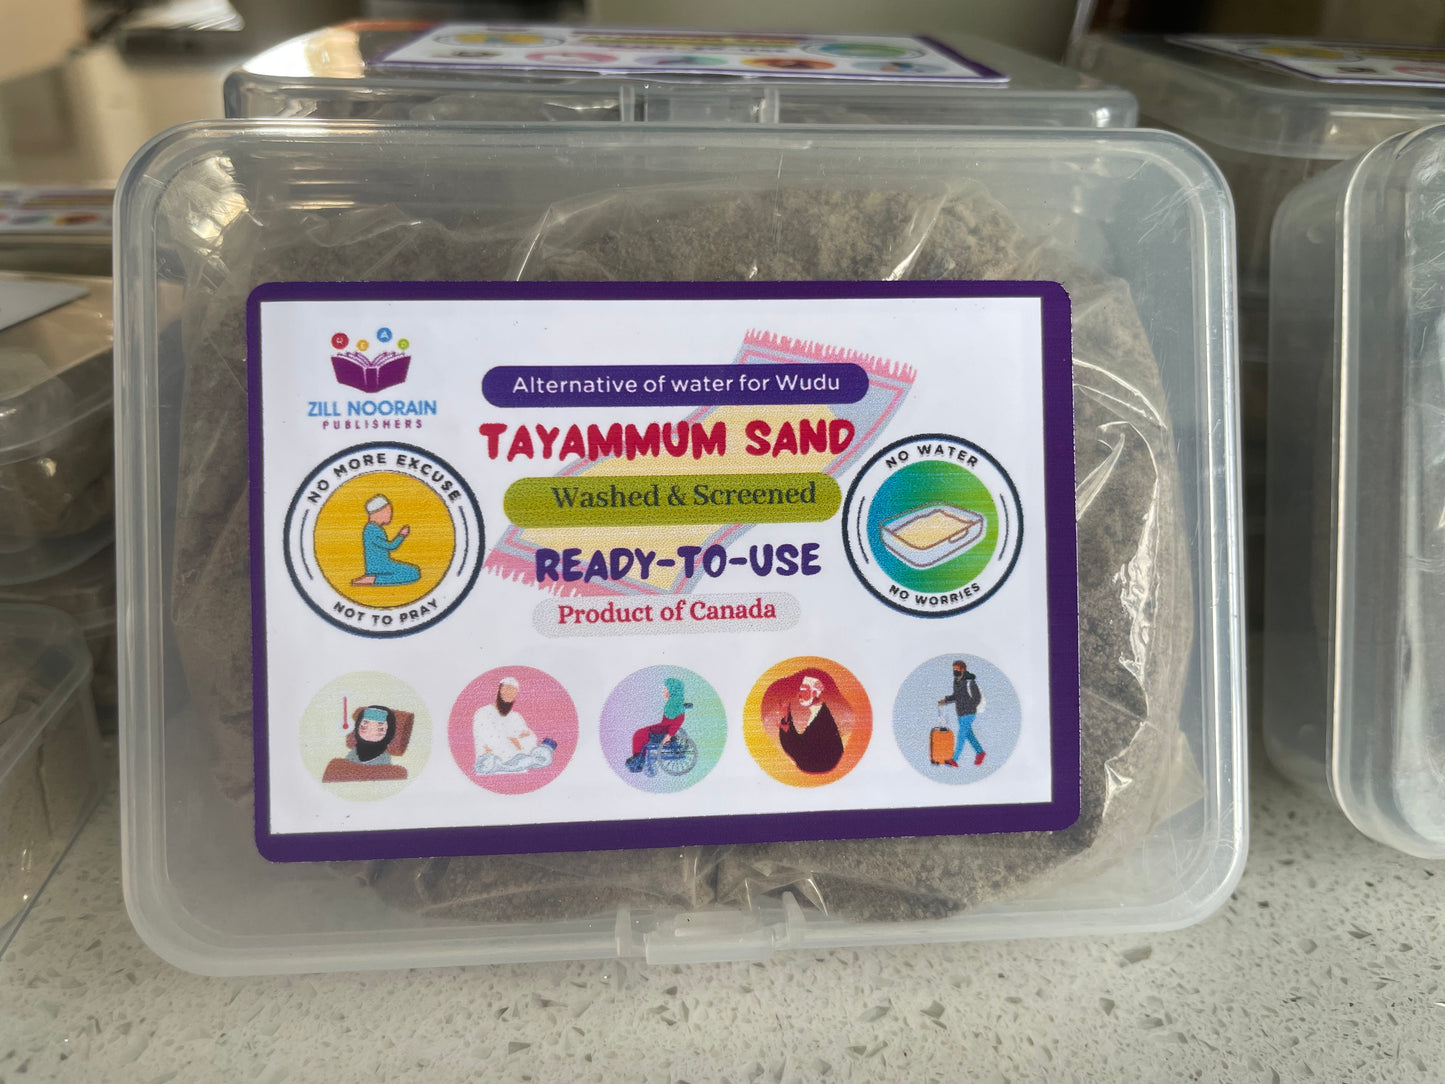 READ
ZILL NOORAIN
PUBLISHERS
Alternative of water for Wudu
TAYAMMUM SAND
Washed & Screened
READY-TO-USE
Product of Canada
NO MORE EXCUSE
NOT TO PRAY
NO WATER
NO WORRIES